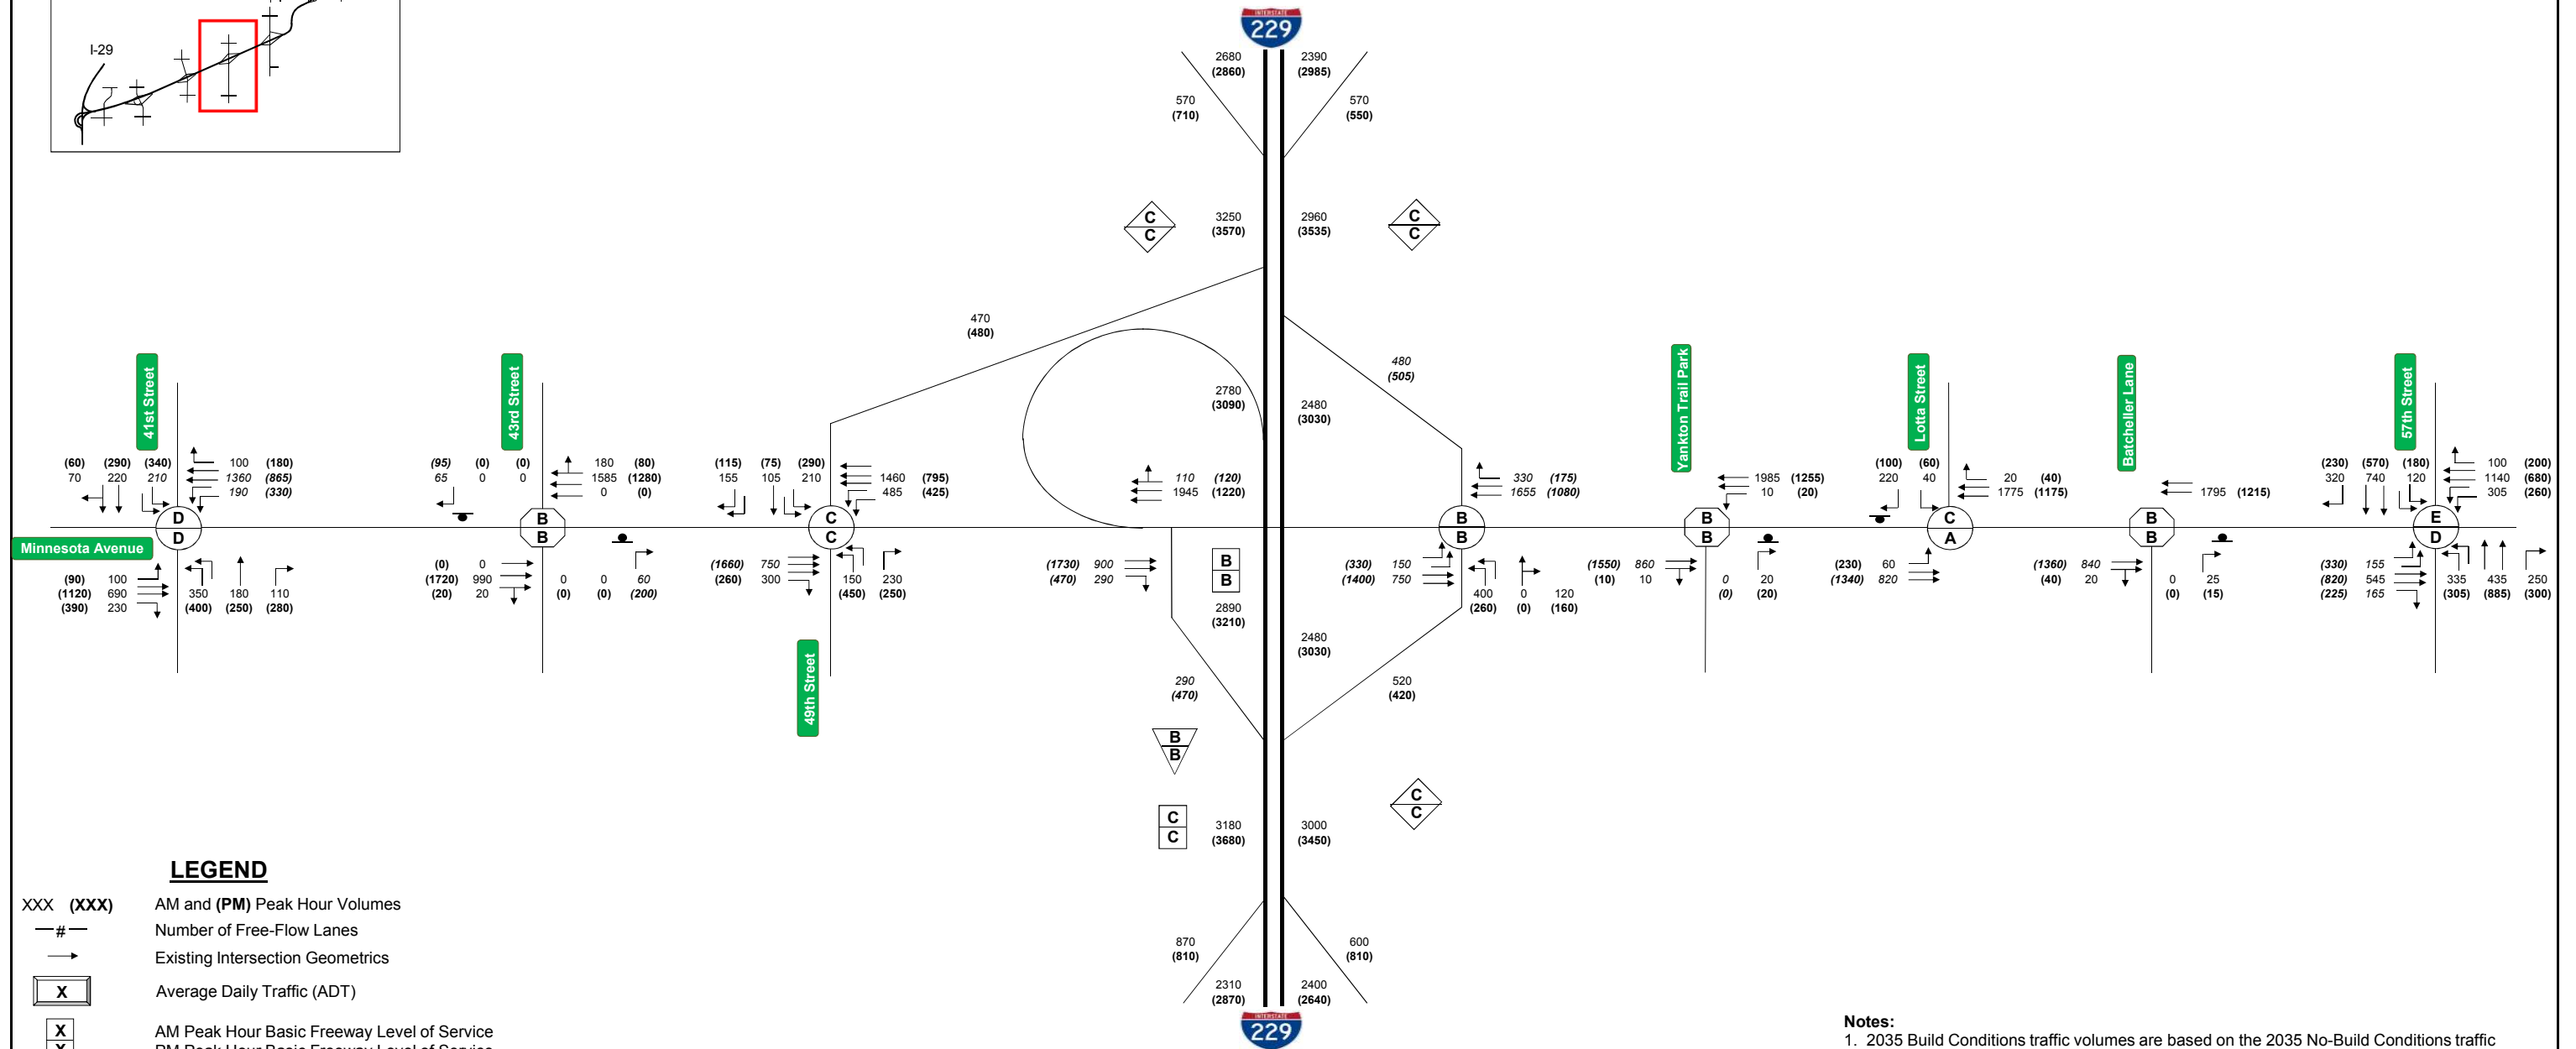 I-29
INTERSTATE
229
2680 2390
(2860) (2985)
570 570
(710) (550)
C 3250 2960 C
C (3570) (3535) C
470
(480)
480
(505)
2780
(3090)
2480
(3030)
41st Street
43rd Street
Yankton Trail Park
Lotta Street
Batcheller Lane
57th Street
(60) (290) (340) 100 (180)
70 220 210 1360 (865)
190 (330)
(95) (0) (0) 180 (80)
65 0 0 1585 (1280)
0 (0)
(115) (75) (290)
155 105 210 1460 (795)
485 (425)
110 (120)
1945 (1220)
330 (175)
1655 (1080)
1985 (1255)
10 (20)
(100) (60)
220 40 20 (40)
1775 (1175)
1795 (1215)
(230) (570) (180) 100 (200)
320 740 120 1140 (680)
305 (260)
D
D
B
B
C
C
B
B
B
B
C
A
B
B
E
D
Minnesota Avenue
(90) 100
(1120) 690 350 180 110
(390) 230 (400) (250) (280)
(0) 0
(1720) 990 0 0 60
(20) 20 (0) (0) (200)
(1660) 750
(260) 300 150 230
(450) (250)
(1730) 900
(470) 290
B
B
(330) 150
(1400) 750
400 0 120
(260) (0) (160)
(1550) 860
(10) 10 0 20
(0) (20)
(230) 60
(1340) 820
(1360) 840
(40) 20 0 25
(0) (15)
(330) 155
(820) 545 335 435 250
(225) 165 (305) (885) (300)
2890
(3210)
2480
(3030)
49th Street
290
(470)
520
(420)
B
B
C
C
3180 3000
(3680) (3450)
C
C
LEGEND
XXX (XXX) AM and (PM) Peak Hour Volumes
# Number of Free-Flow Lanes
Existing Intersection Geometrics
X Average Daily Traffic (ADT)
X AM Peak Hour Basic Freeway Level of Service
X PM Peak Hour Basic Freeway Level of Service
870 600
(810) (810)
2310 2400
(2870) (2640)
INTERSTATE
229
Notes:
1. 2035 Build Conditions traffic volumes are based on the 2035 No-Build Conditions traffic